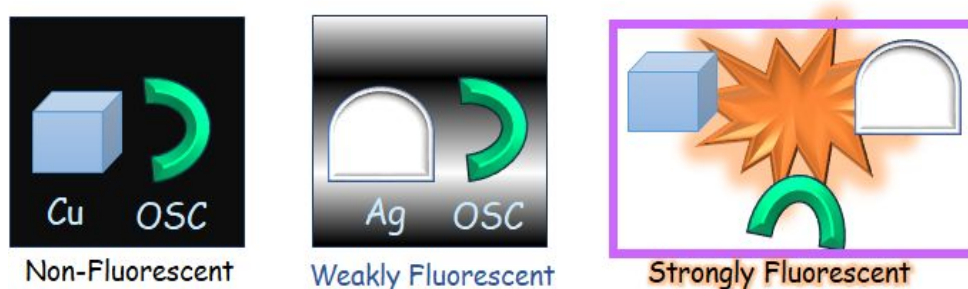 Cu OSC
Ag OSC
Non-Fluorescent
Weakly Fluorescent
Strongly Fluorescent